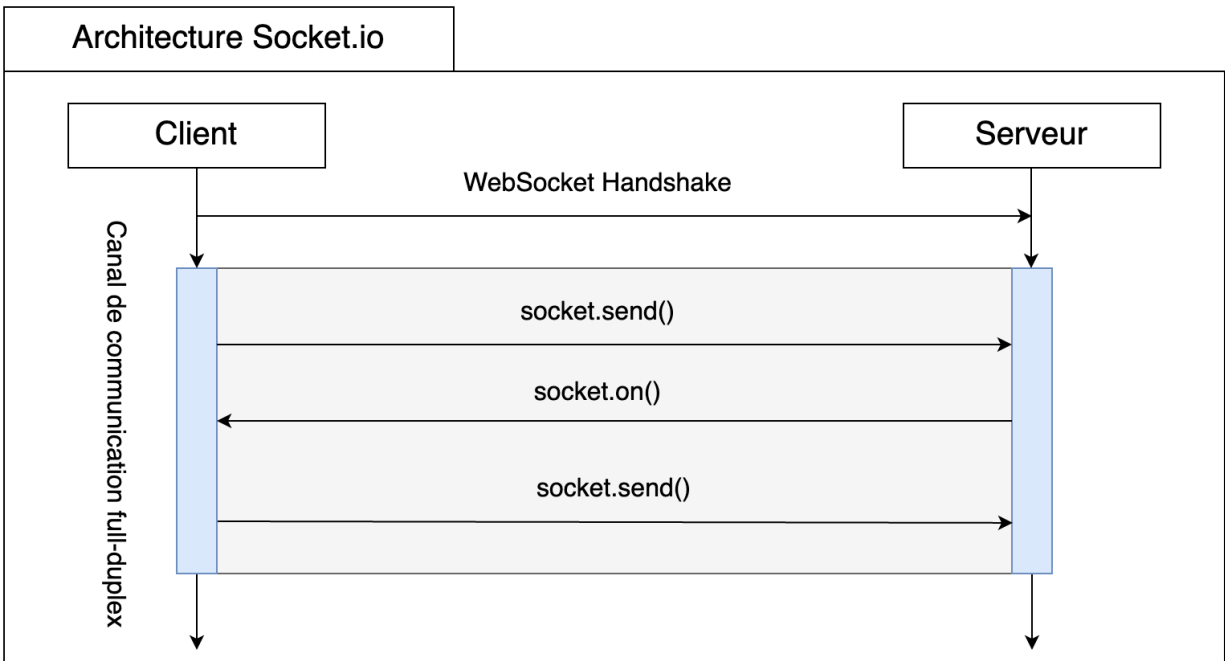 Architecture Socket.io
Client
Serveur
WebSocket Handshake
Canal de communication full-duplex
socket.send()
socket.on()
socket.send()